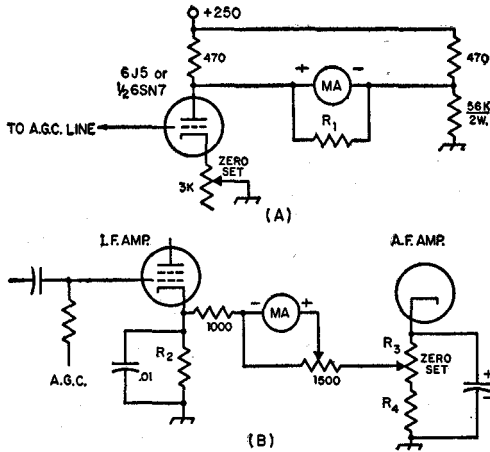 +250
470
470
6J5 or
½6SN7
+
MA
-
R1
56K
2W.
TO A.G.C. LINE
ZERO
SET
3K
(A)
I.F. AMP.
A.F. AMP.
-
MA
+
1000
R2
.01
1500
R3
ZERO
SET
R4
+
-
A.G.C.
(B)